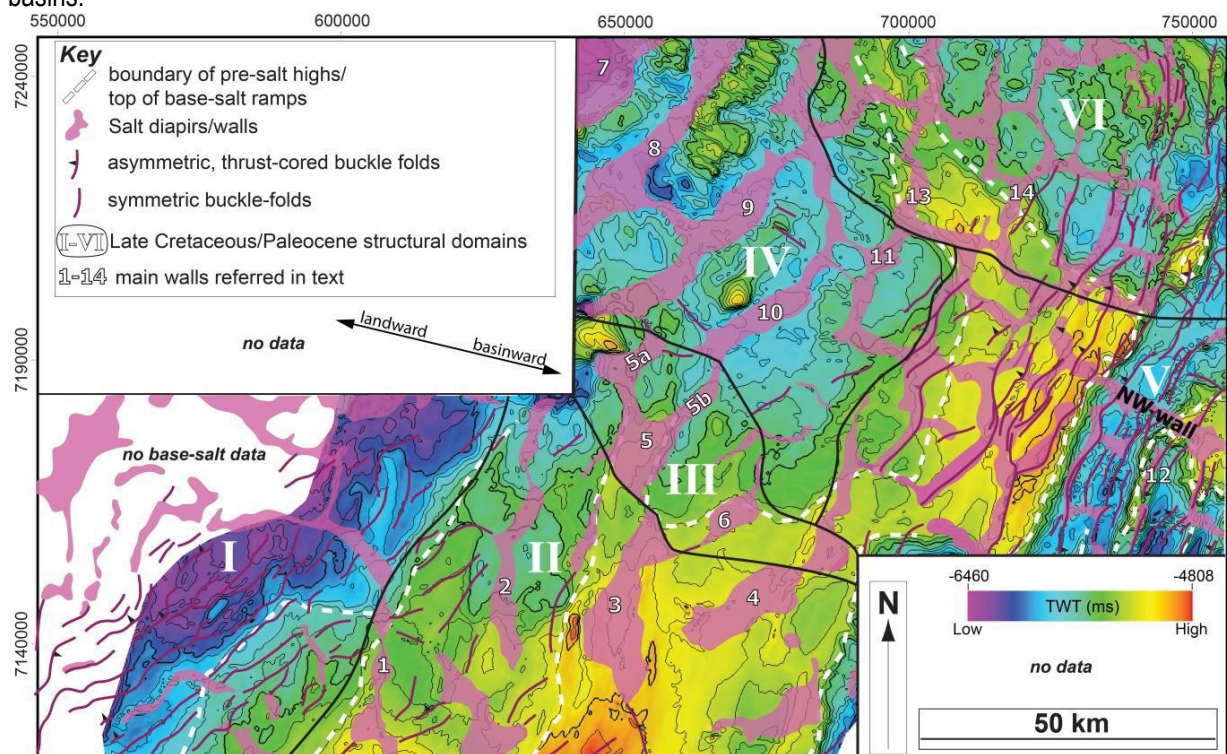 basins.
550000 600000 650000 700000 750000
7240000
7190000
7140000
Key
boundary of pre-salt highs/
top of base-salt ramps
Salt diapirs/walls
asymmetric, thrust-cored buckle folds
symmetric buckle-folds
I-VI Late Cretaceous/Paleocene structural domains
1-14 main walls referred in text
landward
basinward
no data
no base-salt data
7
8
9
VI
13
14
IV
11
10
5a
5b
V
NW-wall
5
III
12
6
I
II
2
3
4
1
N
-6460 -4808
TWT (ms)
Low High
no data
50 km